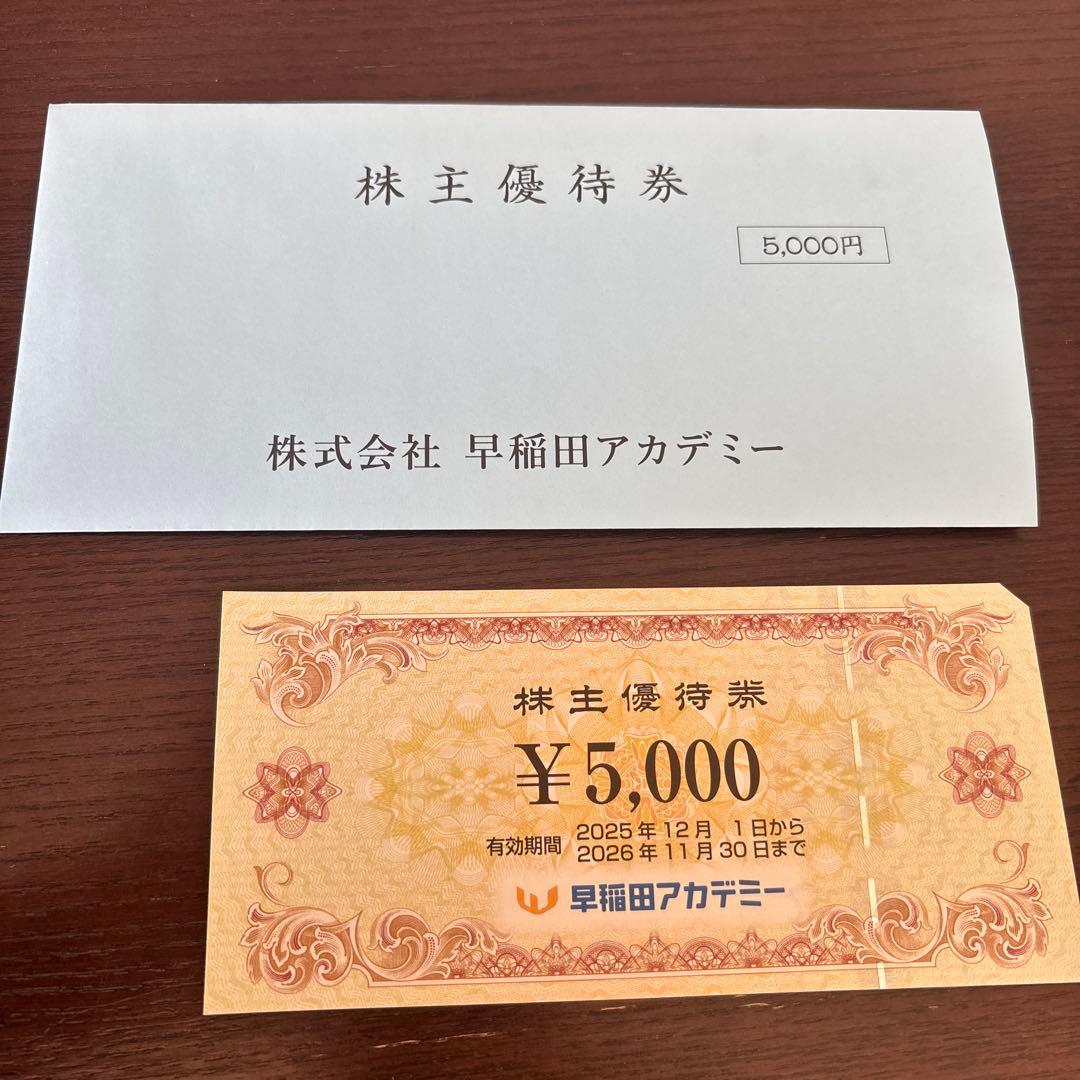 株主優待券
5,000円
株式会社 早稲田アカデミー
株主優待券
¥5,000
有効期間 2025年12月 1日から
2026年11月30日まで
早稲田アカデミー